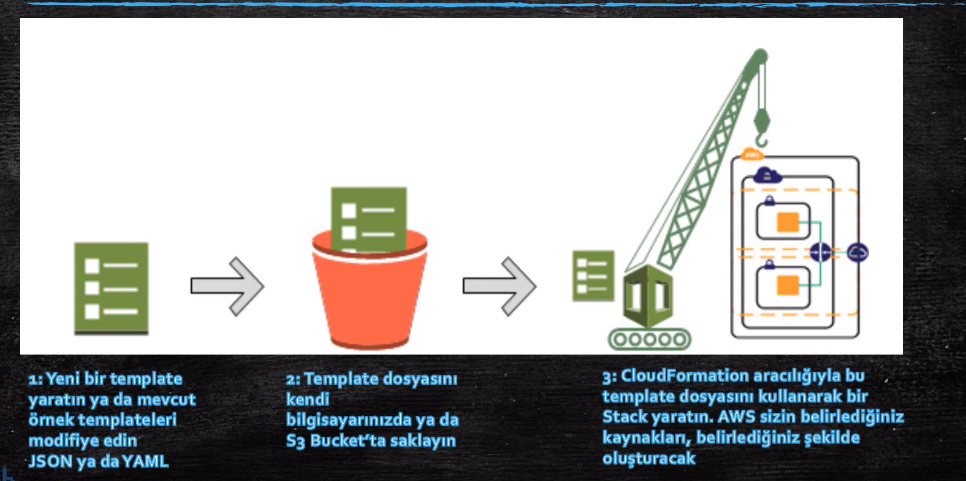 1: Yeni bir template
yaratın ya da mevcut
örnek templateleri
modifiye edin
JSON ya da YAML
2: Template dosyasını
kendi
bilgisayarınızda ya da
S3 Bucket'ta saklayın
3: CloudFormation aracılığıyla bu
template dosyasını kullanarak bir
Stack yaratın. AWS sizin belirlediğiniz
kaynakları, belirlediğiniz şekilde
oluşturacak
AWS